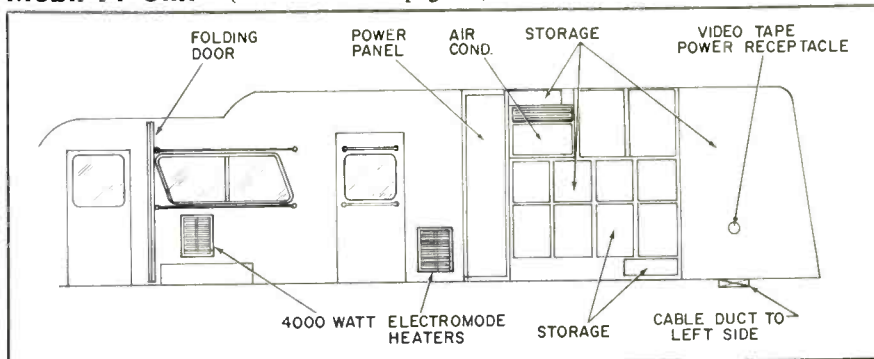 FOLDING
DOOR
POWER
PANEL
AIR
COND.
STORAGE
VIDEO TAPE
POWER RECEPTACLE
4000 WATT ELECTROMODE
HEATERS
STORAGE
CABLE DUCT TO
LEFT SIDE